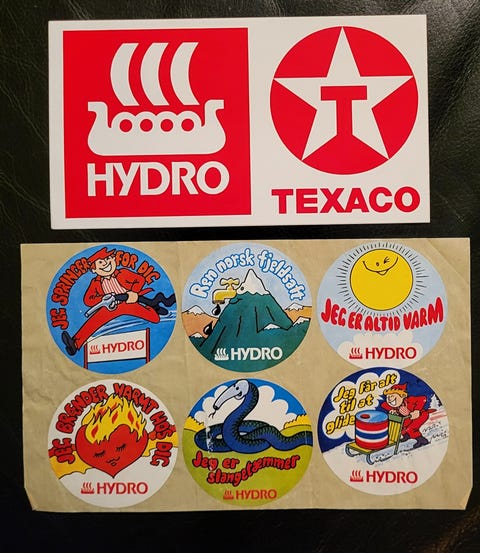 HYDRO
TEXACO
JEG SPRINGER FOR DIG
HYDRO
Ren norsk fjeldsaft
HYDRO
JEG ER ALTID VARM
HYDRO
JEG BRÆNDER VARMT HOS DIG
HYDRO
Jeg er
slangetæmmer
HYDRO
Jeg får alt
til at
glide
HYDRO